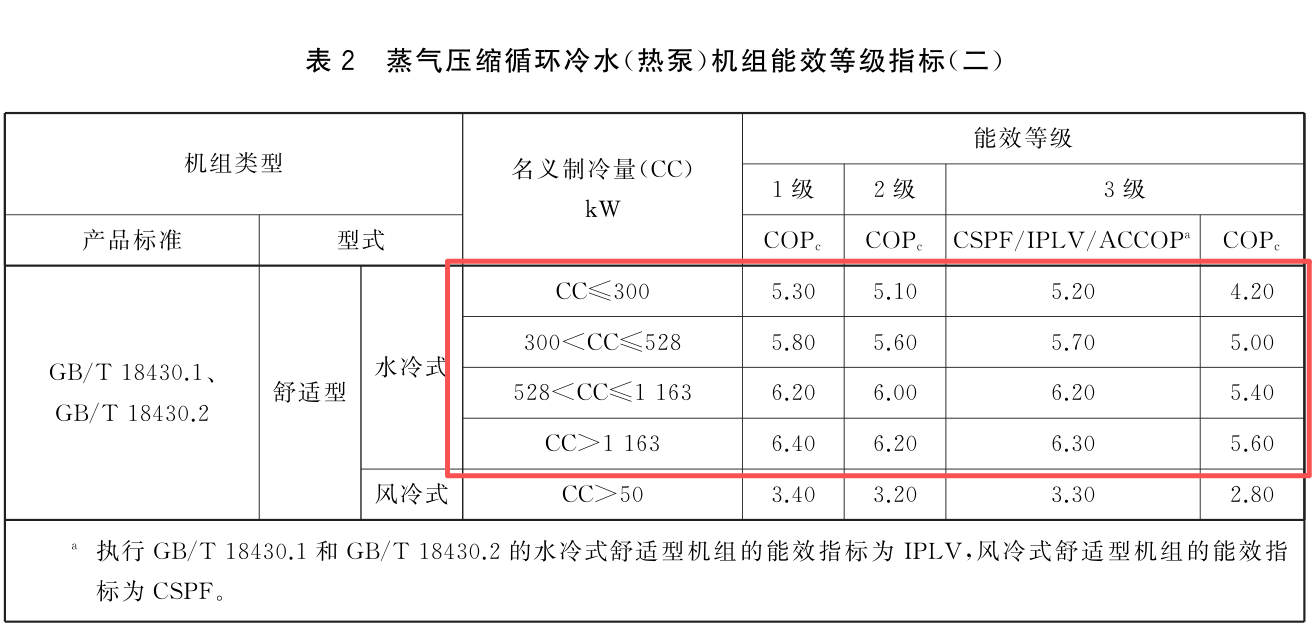 表 2 蒸气压缩循环冷水(热泵)机组能效等级指标(二)
机组类型 名义制冷量(CC) kW 能效等级
1 级 2 级 3 级
产品标准 型式 COPc COPc CSPF/IPLV/ACCOPa COPc
GB/T 18430.1、
GB/T 18430.2
舒适型
水冷式
CC≤300 5.30 5.10 5.20 4.20
300<CC≤528 5.80 5.60 5.70 5.00
528<CC≤1 163 6.20 6.00 6.20 5.40
CC>1 163 6.40 6.20 6.30 5.60
风冷式 CC>50 3.40 3.20 3.30 2.80
a 执行 GB/T 18430.1 和 GB/T 18430.2 的水冷式舒适型机组的能效指标为 IPLV,风冷式舒适型机组的能效指
标为 CSPF。